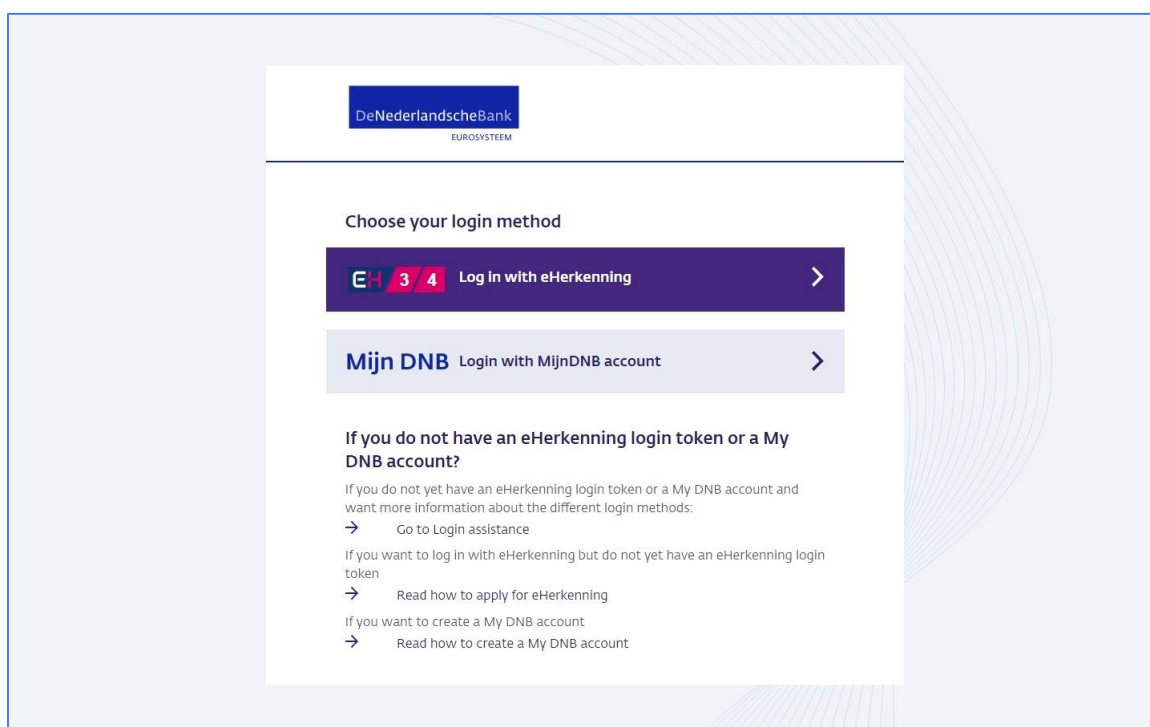 DeNederlandscheBank
EUROSYSTEEM
Choose your login method
EH 3/4 Log in with eHerkenning
Mijn DNB Login with MijnDNB account
If you do not have an eHerkenning login token or a My
DNB account?
If you do not yet have an eHerkenning login token or a My DNB account and
want more information about the different login methods:
Go to Login assistance
If you want to log in with eHerkenning but do not yet have an eHerkenning login
token
Read how to apply for eHerkenning
If you want to create a My DNB account
Read how to create a My DNB account